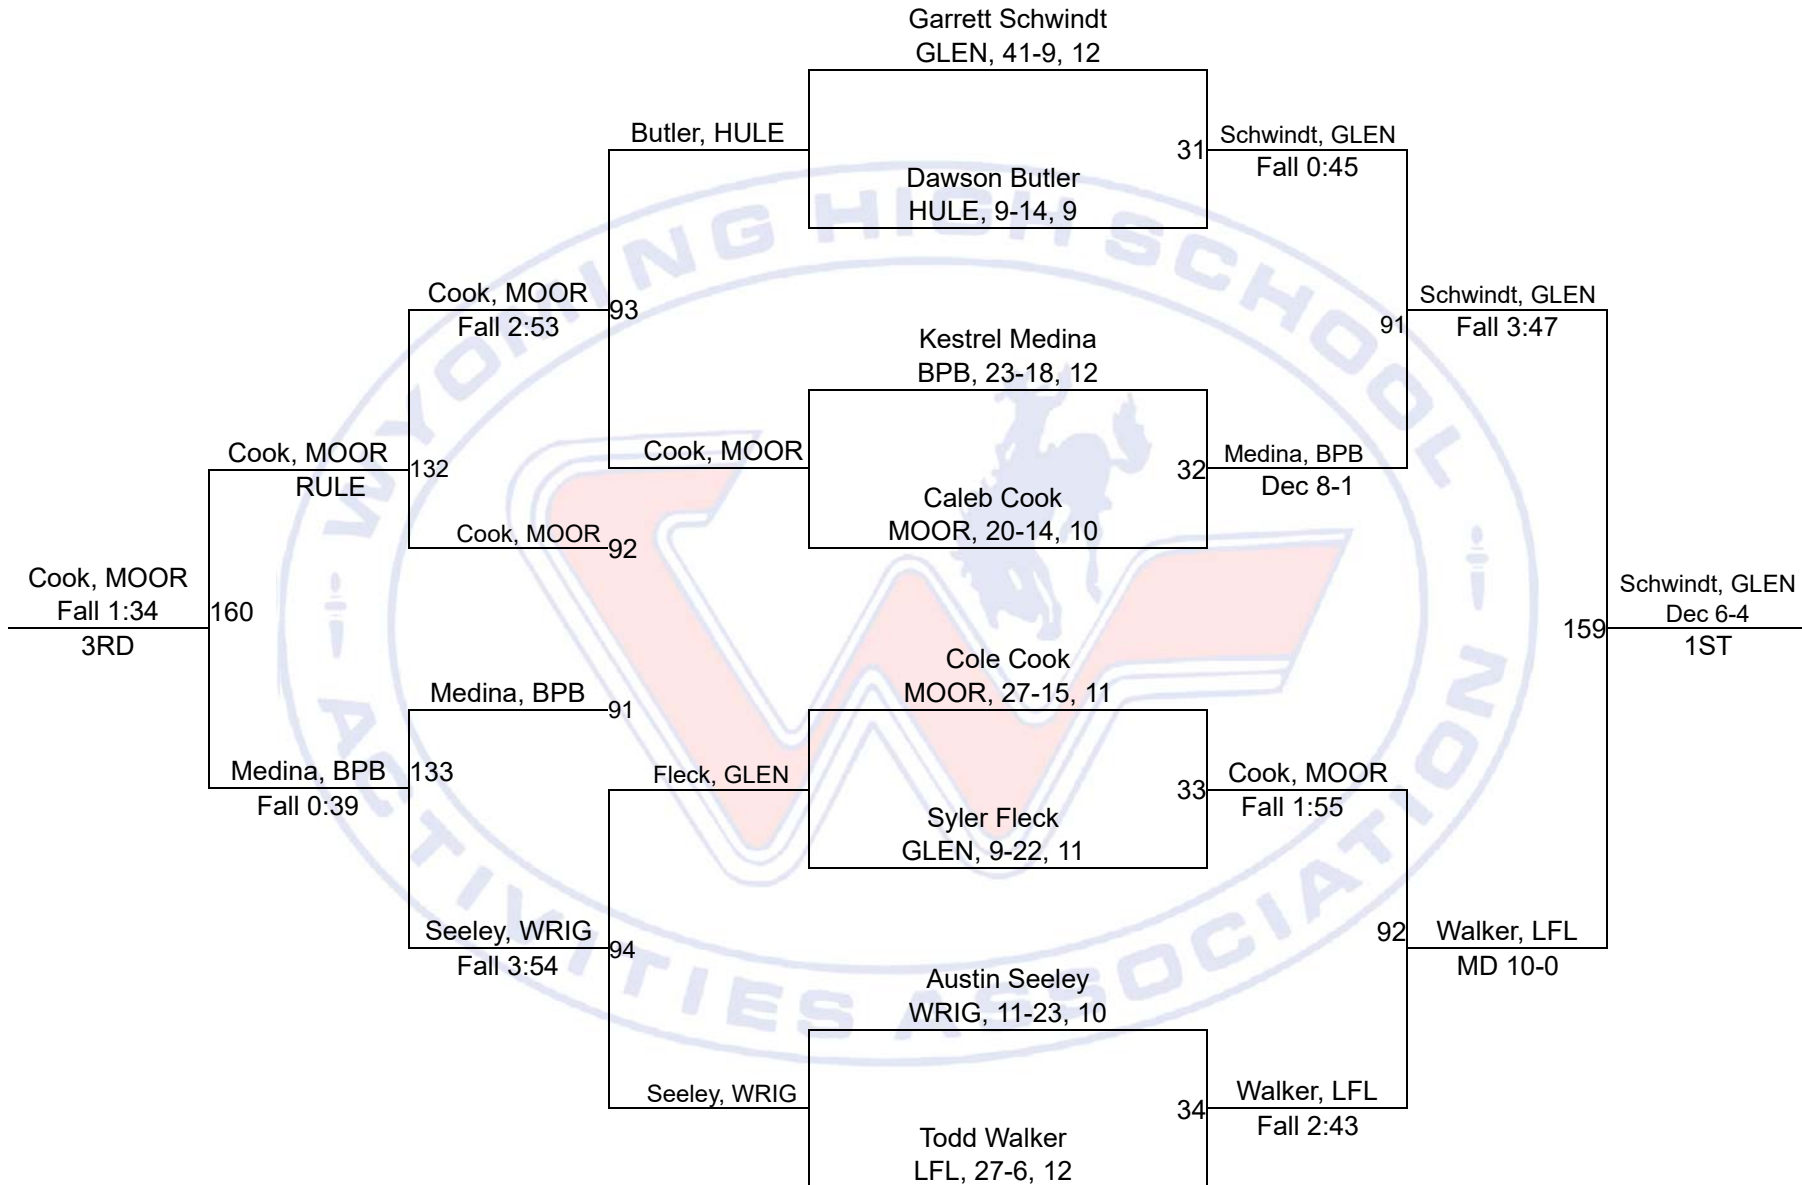 Garrett Schwindt
GLEN, 41-9, 12
Butler, HULE
31
Schwindt, GLEN
Fall 0:45
Dawson Butler
HULE, 9-14, 9
Cook, MOOR
Fall 2:53
93
Schwindt, GLEN
Fall 3:47
91
Kestrel Medina
BPB, 23-18, 12
Cook, MOOR
RULE
132
Cook, MOOR
32
Medina, BPB
Dec 8-1
Caleb Cook
MOOR, 20-14, 10
Cook, MOOR
92
Cook, MOOR
Fall 1:34
3RD
160
159
Schwindt, GLEN
Dec 6-4
1ST
Cole Cook
MOOR, 27-15, 11
Medina, BPB
91
Medina, BPB
Fall 0:39
133
Fleck, GLEN
33
Cook, MOOR
Fall 1:55
Syler Fleck
GLEN, 9-22, 11
Seeley, WRIG
Fall 3:54
94
92
Walker, LFL
MD 10-0
Austin Seeley
WRIG, 11-23, 10
Seeley, WRIG
34
Walker, LFL
Fall 2:43
Todd Walker
LFL, 27-6, 12
WYOMING HIGH SCHOOL
ACTIVITIES ASSOCIATION